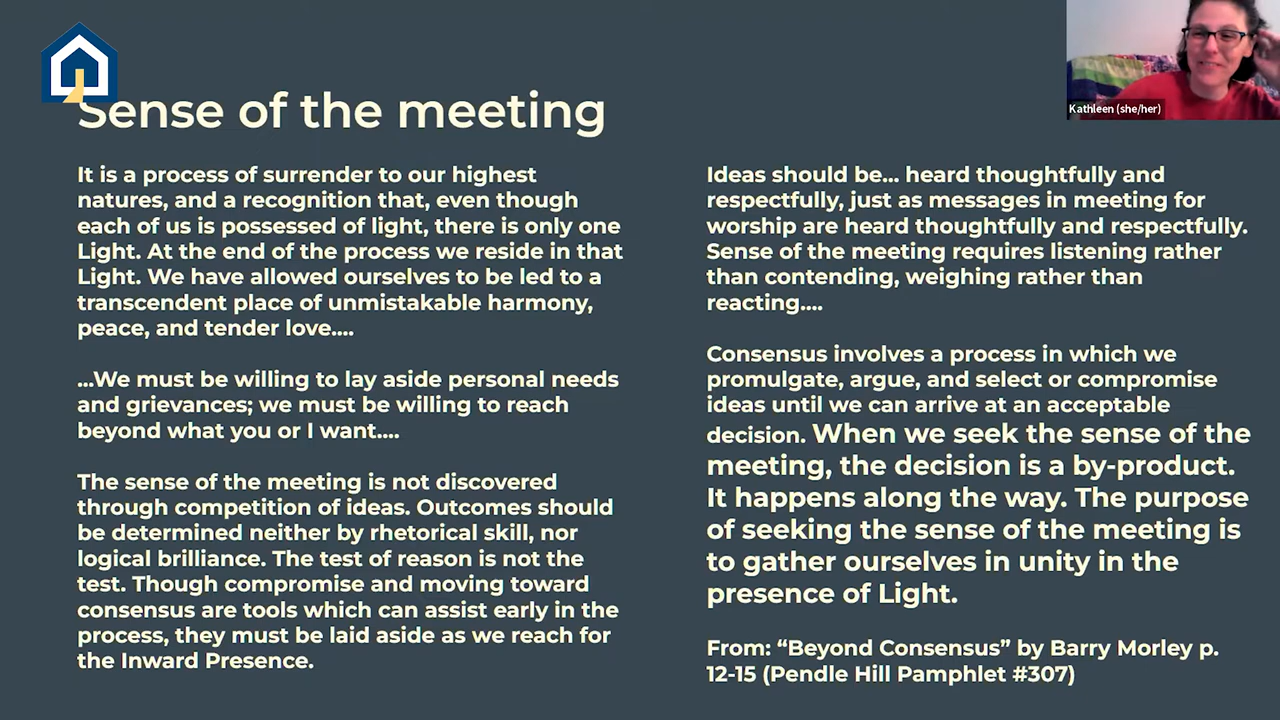 Sense of the meeting
It is a process of surrender to our highest
natures, and a recognition that, even though
each of us is possessed of light, there is only one
Light. At the end of the process we reside in that
Light. We have allowed ourselves to be led to a
transcendent place of unmistakable harmony,
peace, and tender love....
...We must be willing to lay aside personal needs
and grievances; we must be willing to reach
beyond what you or I want....
The sense of the meeting is not discovered
through competition of ideas. Outcomes should
be determined neither by rhetorical skill, nor
logical brilliance. The test of reason is not the
test. Though compromise and moving toward
consensus are tools which can assist early in the
process, they must be laid aside as we reach for
the Inward Presence.
Ideas should be... heard thoughtfully and
respectfully, just as messages in meeting for
worship are heard thoughtfully and respectfully.
Sense of the meeting requires listening rather
than contending, weighing rather than
reacting....
Consensus involves a process in which we
promulgate, argue, and select or compromise
ideas until we can arrive at an acceptable
decision. When we seek the sense of the
meeting, the decision is a by-product.
It happens along the way. The purpose
of seeking the sense of the meeting is
to gather ourselves in unity in the
presence of Light.
From: “Beyond Consensus” by Barry Morley p.
12-15 (Pendle Hill Pamphlet #307)
Kathleen (she/her)